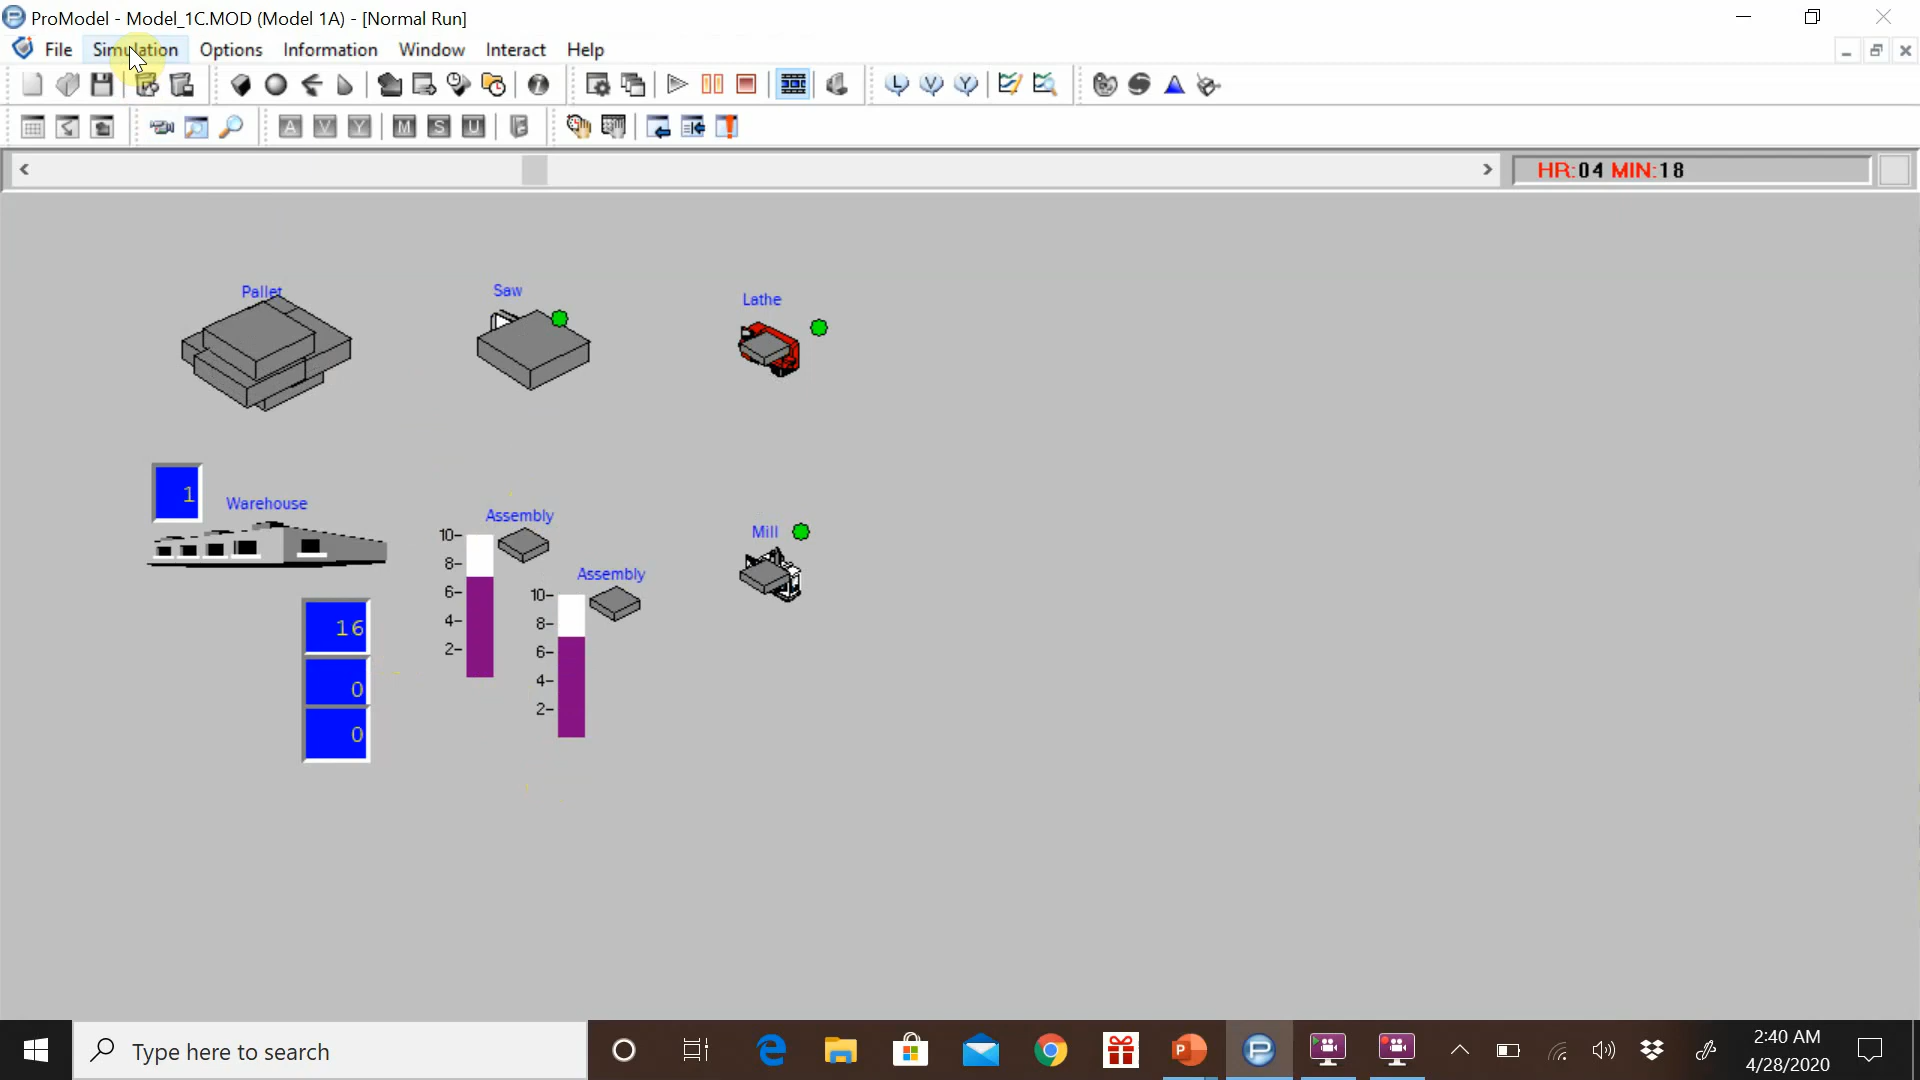 ProModel - Model_1C.MOD (Model 1A) - [Normal Run]
File Simulation Options Information Window Interact Help
L V Y
A V Y M S U
HR:04 MIN:18
Pallet
Saw
Lathe
1
Warehouse
Assembly
10-
8-
6-
4-
2-
Assembly
10-
8-
6-
4-
2-
Mill
16
0
0
Type here to search
2:40 AM
4/28/2020